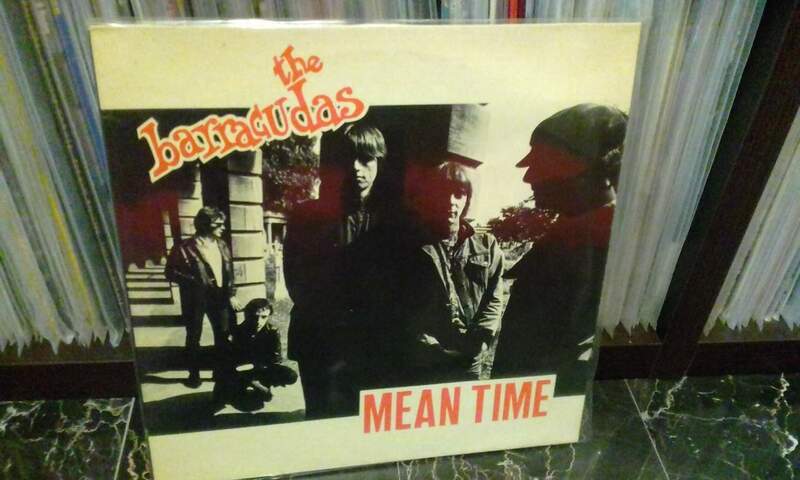 the
barracudas
MEAN TIME